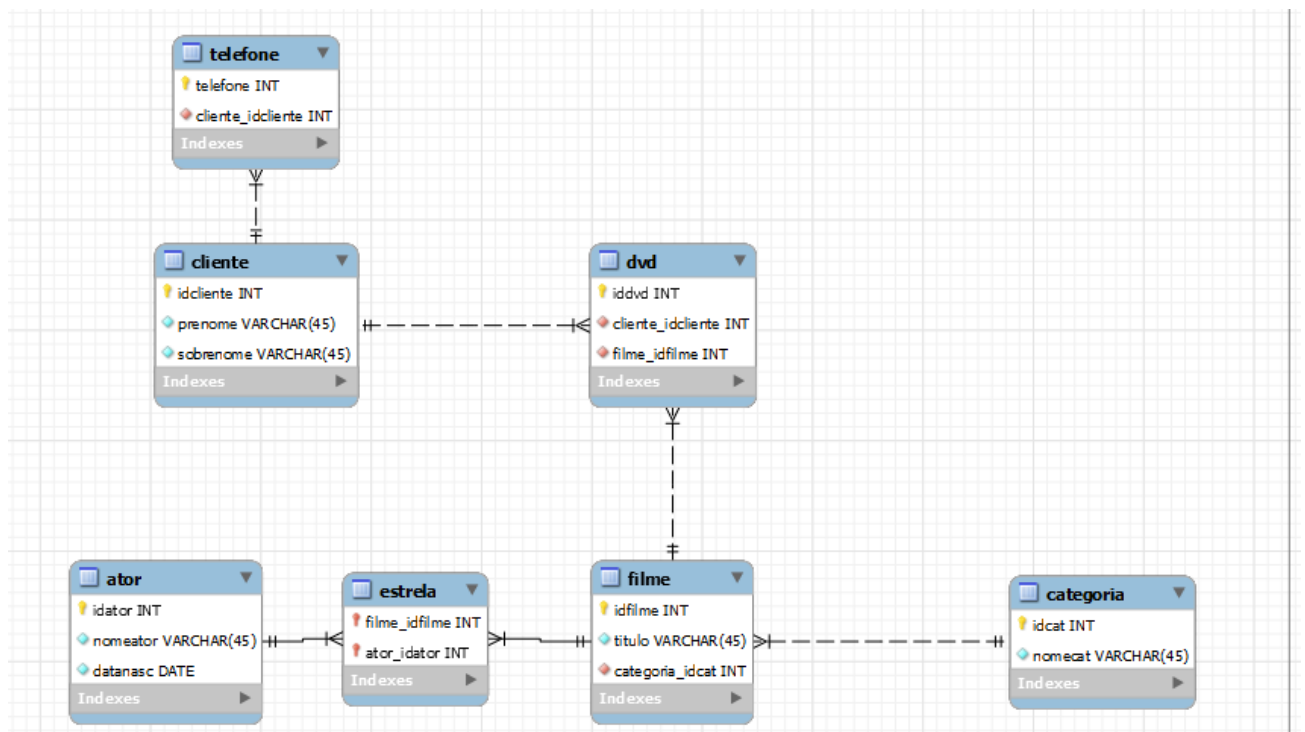 telefone
telefone INT
cliente_idcliente INT
Indexes
cliente
idcliente INT
prenome VARCHAR(45)
sobrenome VARCHAR(45)
Indexes
dvd
iddvd INT
cliente_idcliente INT
filme_idfilme INT
Indexes
ator
idator INT
nomeator VARCHAR(45)
datanasc DATE
Indexes
estrela
filme_idfilme INT
ator_idator INT
Indexes
filme
idfilme INT
titulo VARCHAR(45)
categoria_idcat INT
Indexes
categoria
idcat INT
nomecat VARCHAR(45)
Indexes